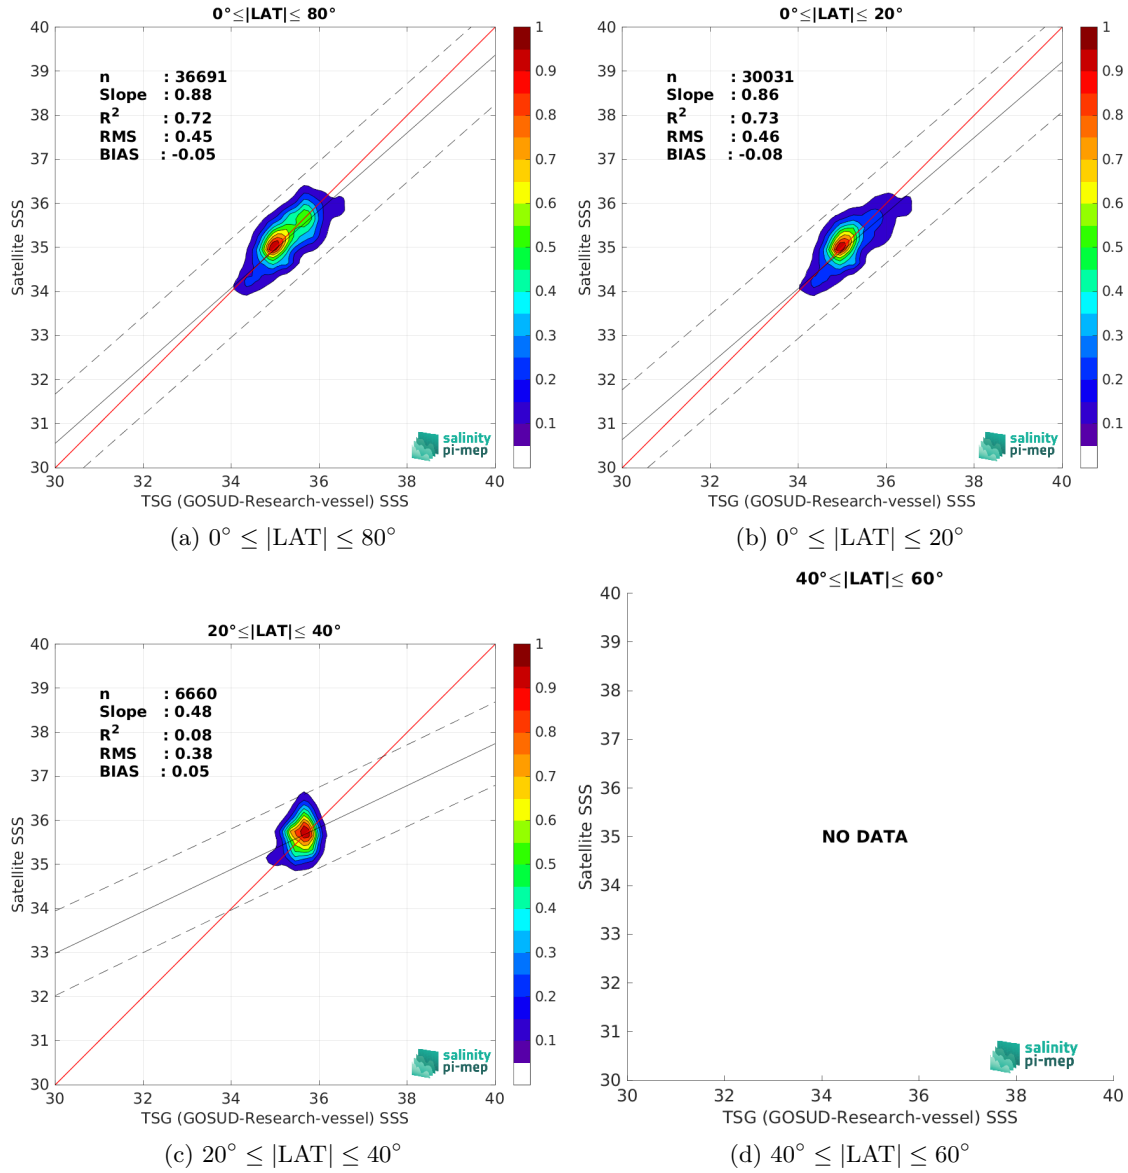 0°≤|LAT|≤ 80°
n : 36691
Slope : 0.88
R² : 0.72
RMS : 0.45
BIAS : -0.05
Satellite SSS
40
39
38
37
36
35
34
33
32
31
30
30 32 34 36 38 40
TSG (GOSUD-Research-vessel) SSS
1
0.9
0.8
0.7
0.6
0.5
0.4
0.3
0.2
0.1
salinity
pi-mep
(a) 0° ≤ |LAT| ≤ 80°
0°≤|LAT|≤ 20°
n : 30031
Slope : 0.86
R² : 0.73
RMS : 0.46
BIAS : -0.08
Satellite SSS
40
39
38
37
36
35
34
33
32
31
30
30 32 34 36 38 40
TSG (GOSUD-Research-vessel) SSS
1
0.9
0.8
0.7
0.6
0.5
0.4
0.3
0.2
0.1
salinity
pi-mep
(b) 0° ≤ |LAT| ≤ 20°
20°≤|LAT|≤ 40°
n : 6660
Slope : 0.48
R² : 0.08
RMS : 0.38
BIAS : 0.05
Satellite SSS
40
39
38
37
36
35
34
33
32
31
30
30 32 34 36 38 40
TSG (GOSUD-Research-vessel) SSS
1
0.9
0.8
0.7
0.6
0.5
0.4
0.3
0.2
0.1
salinity
pi-mep
(c) 20° ≤ |LAT| ≤ 40°
40°≤|LAT|≤ 60°
NO DATA
Satellite SSS
40
39
38
37
36
35
34
33
32
31
30
30 32 34 36 38 40
TSG (GOSUD-Research-vessel) SSS
salinity
pi-mep
(d) 40° ≤ |LAT| ≤ 60°